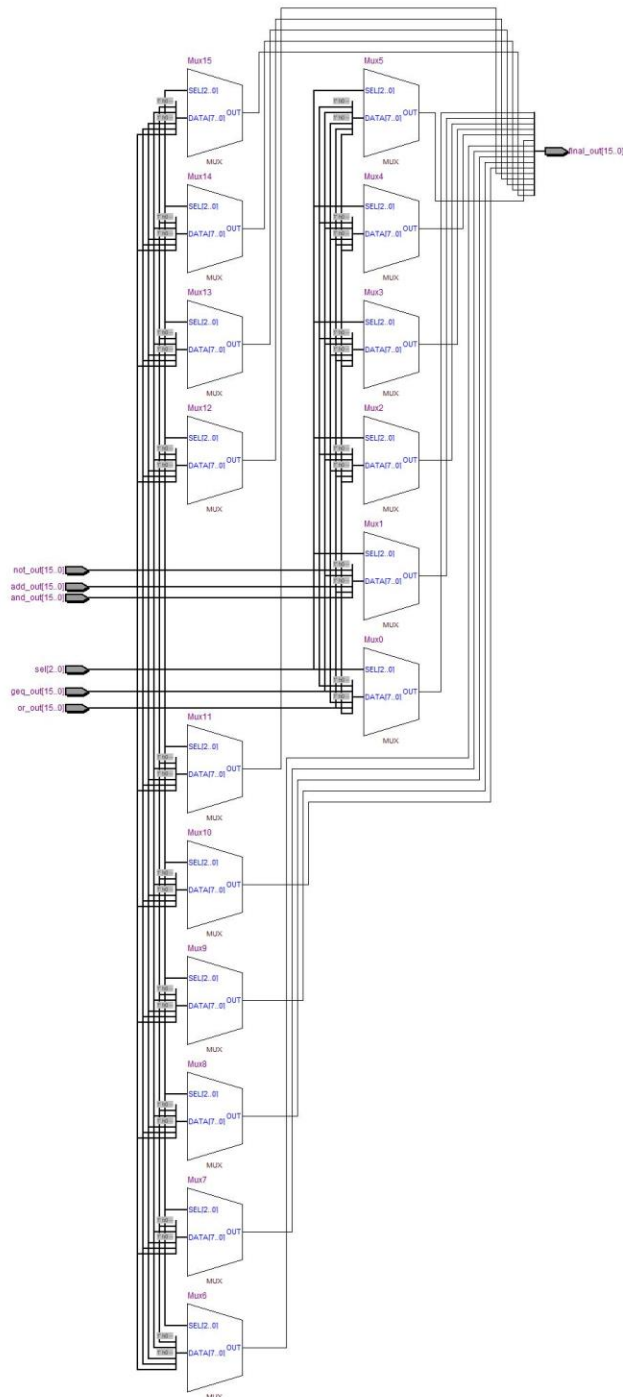 Mux15
SEL[2..0]
OUT
DATA[7..0]
MUX
Mux14
SEL[2..0]
OUT
DATA[7..0]
MUX
Mux13
SEL[2..0]
OUT
DATA[7..0]
MUX
Mux12
SEL[2..0]
OUT
DATA[7..0]
MUX
Mux5
SEL[2..0]
OUT
DATA[7..0]
MUX
Mux4
SEL[2..0]
OUT
DATA[7..0]
MUX
Mux3
SEL[2..0]
OUT
DATA[7..0]
MUX
Mux2
SEL[2..0]
OUT
DATA[7..0]
MUX
Mux1
SEL[2..0]
OUT
DATA[7..0]
MUX
Mux0
SEL[2..0]
OUT
DATA[7..0]
MUX
final_out[15..0]
not_out[15..0]
add_out[15..0]
and_out[15..0]
sel[2..0]
geq_out[15..0]
or_out[15..0]
Mux11
SEL[2..0]
OUT
DATA[7..0]
MUX
Mux10
SEL[2..0]
OUT
DATA[7..0]
MUX
Mux9
SEL[2..0]
OUT
DATA[7..0]
MUX
Mux8
SEL[2..0]
OUT
DATA[7..0]
MUX
Mux7
SEL[2..0]
OUT
DATA[7..0]
MUX
Mux6
SEL[2..0]
OUT
DATA[7..0]
MUX